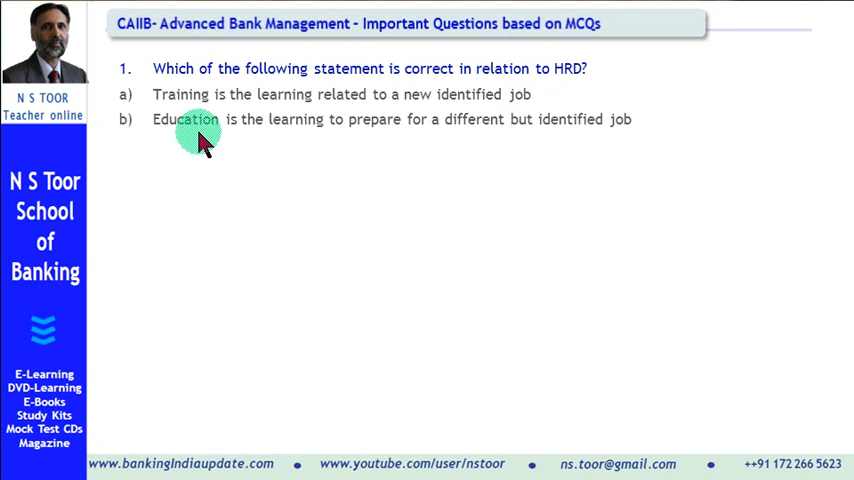 CAIIB- Advanced Bank Management – Important Questions based on MCQs
N S TOOR
Teacher online
N S Toor
School
of
Banking
E-Learning
DVD-Learning
E-Books
Study Kits
Mock Test CDs
Magazine
1. Which of the following statement is correct in relation to HRD?
a) Training is the learning related to a new identified job
b) Education is the learning to prepare for a different but identified job
www.bankingIndiaupdate.com ● www.youtube.com/user/nstoor ● ns.toor@gmail.com ● ++91 172 266 5623